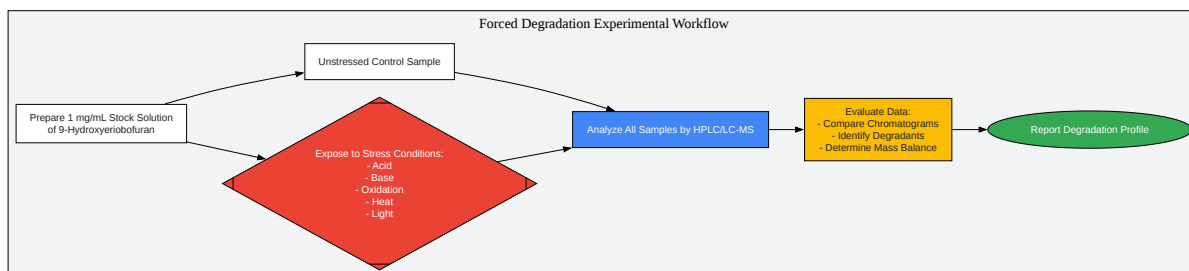 Forced Degradation Experimental Workflow
Unstressed Control Sample
Prepare 1 mg/mL Stock Solution
of 9-Hydroxyeriobofuran
Expose to Stress Conditions:
- Acid
- Base
- Oxidation
- Heat
- Light
Analyze All Samples by HPLC/LC-MS
Evaluate Data:
- Compare Chromatograms
- Identify Degradants
- Determine Mass Balance
Report Degradation Profile